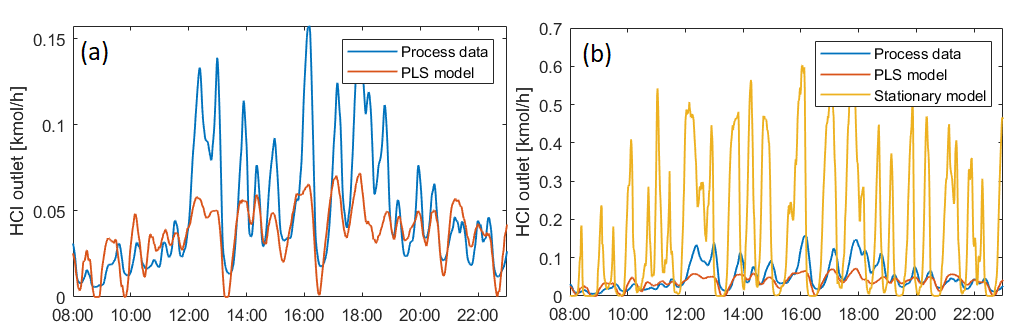 (a)
Process data
PLS model
HCl outlet [kmol/h]
0.15
0.1
0.05
0
08:00 10:00 12:00 14:00 16:00 18:00 20:00 22:00
(b)
Process data
PLS model
Stationary model
HCl outlet [kmol/h]
0.7
0.6
0.5
0.4
0.3
0.2
0.1
0
08:00 10:00 12:00 14:00 16:00 18:00 20:00 22:00